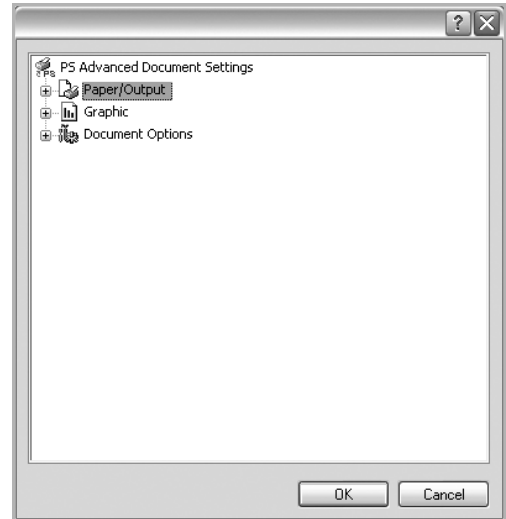 ?
PS Advanced Document Settings
Paper/Output
Graphic
Document Options
OK Cancel